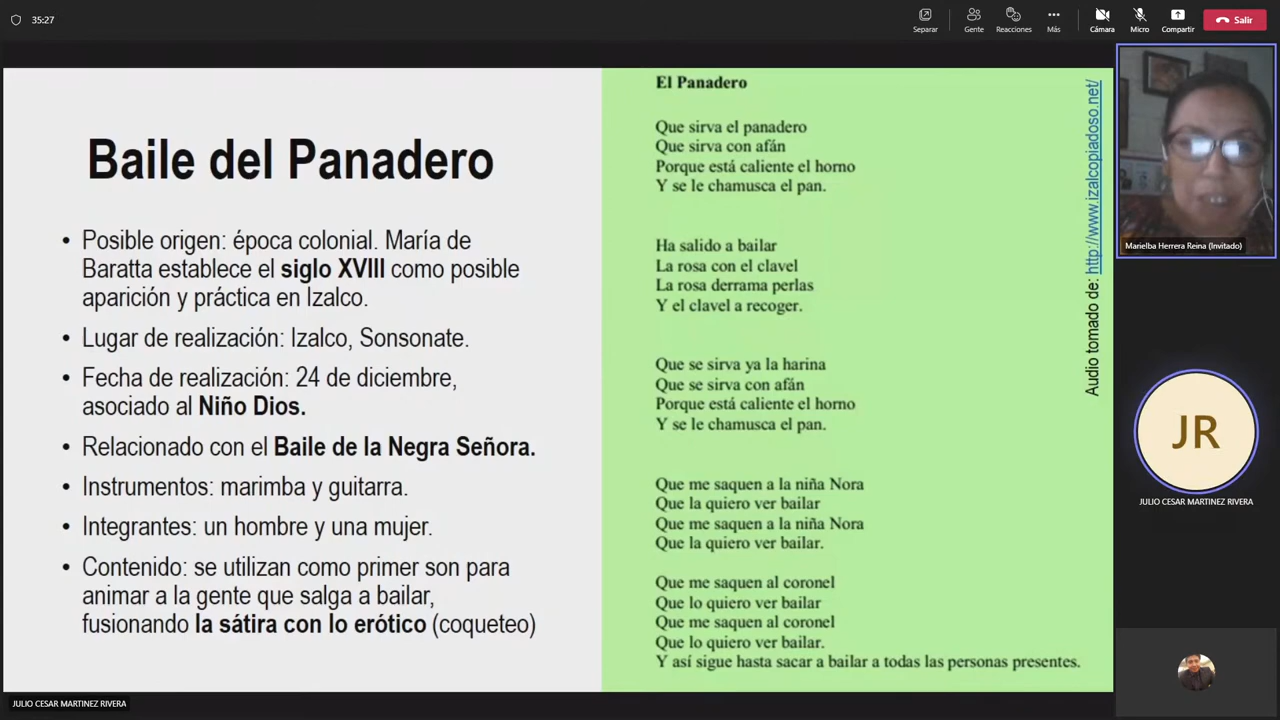 35:27
Separar
Gente
Reacciones
Más
Cámara
Micro
Compartir
Salir
Baile del Panadero
• Posible origen: época colonial. María de
Baratta establece el siglo XVIII como posible
aparición y práctica en Izalco.
• Lugar de realización: Izalco, Sonsonate.
• Fecha de realización: 24 de diciembre,
asociado al Niño Dios.
• Relacionado con el Baile de la Negra Señora.
• Instrumentos: marimba y guitarra.
• Integrantes: un hombre y una mujer.
• Contenido: se utilizan como primer son para
animar a la gente que salga a bailar,
fusionando la sátira con lo erótico (coqueteo)
El Panadero
Que sirva el panadero
Que sirva con afán
Porque está caliente el horno
Y se le chamusca el pan.
Ha salido a bailar
La rosa con el clavel
La rosa derrama perlas
Y el clavel a recoger.
Que se sirva ya la harina
Que se sirva con afán
Porque está caliente el horno
Y se le chamusca el pan.
Que me saquen a la niña Nora
Que la quiero ver bailar
Que me saquen a la niña Nora
Que la quiero ver bailar.
Que me saquen al coronel
Que lo quiero ver bailar
Que me saquen al coronel
Que lo quiero ver bailar.
Y así sigue hasta sacar a bailar a todas las personas presentes.
Audio tomado de: http://www.izalcopiadoso.net/
Marielba Herrera Reina (Invitado)
JR
JULIO CESAR MARTINEZ RIVERA
JULIO CESAR MARTINEZ RIVERA